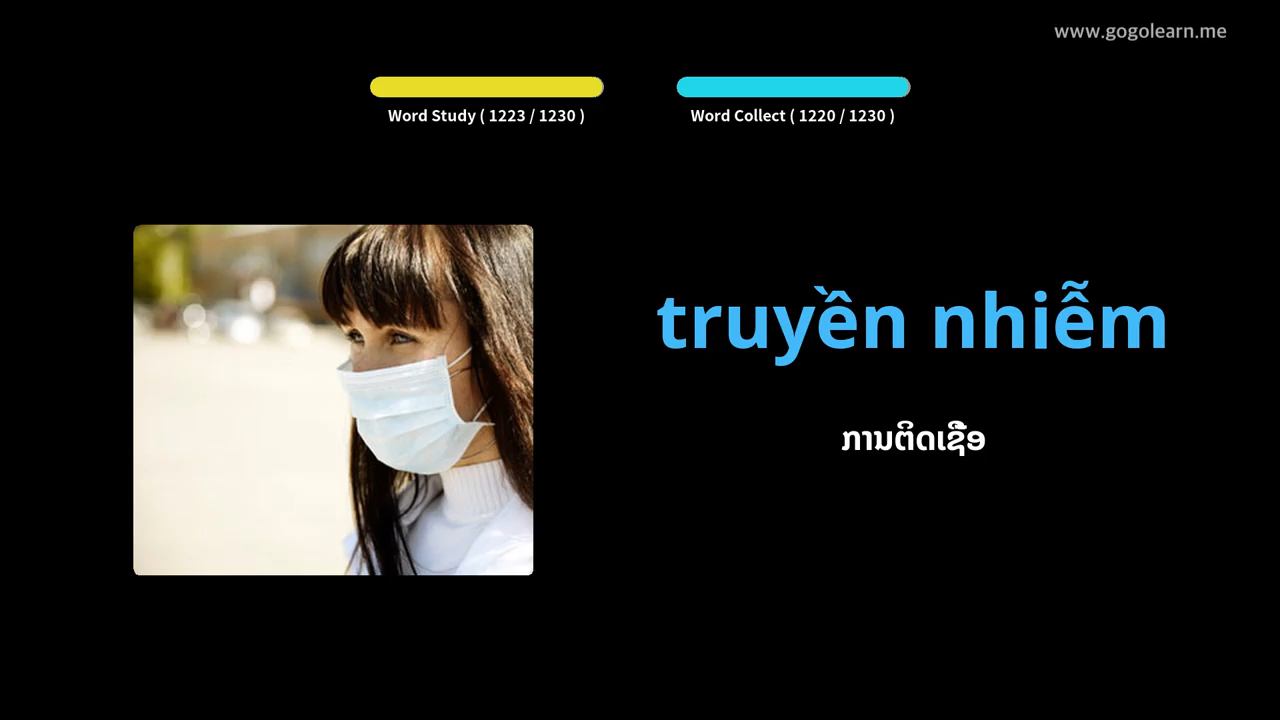 www.gogolearn.me
Word Study ( 1223 / 1230 )
Word Collect ( 1220 / 1230 )
truyền nhiễm
ການຕິດເຊື້ອ